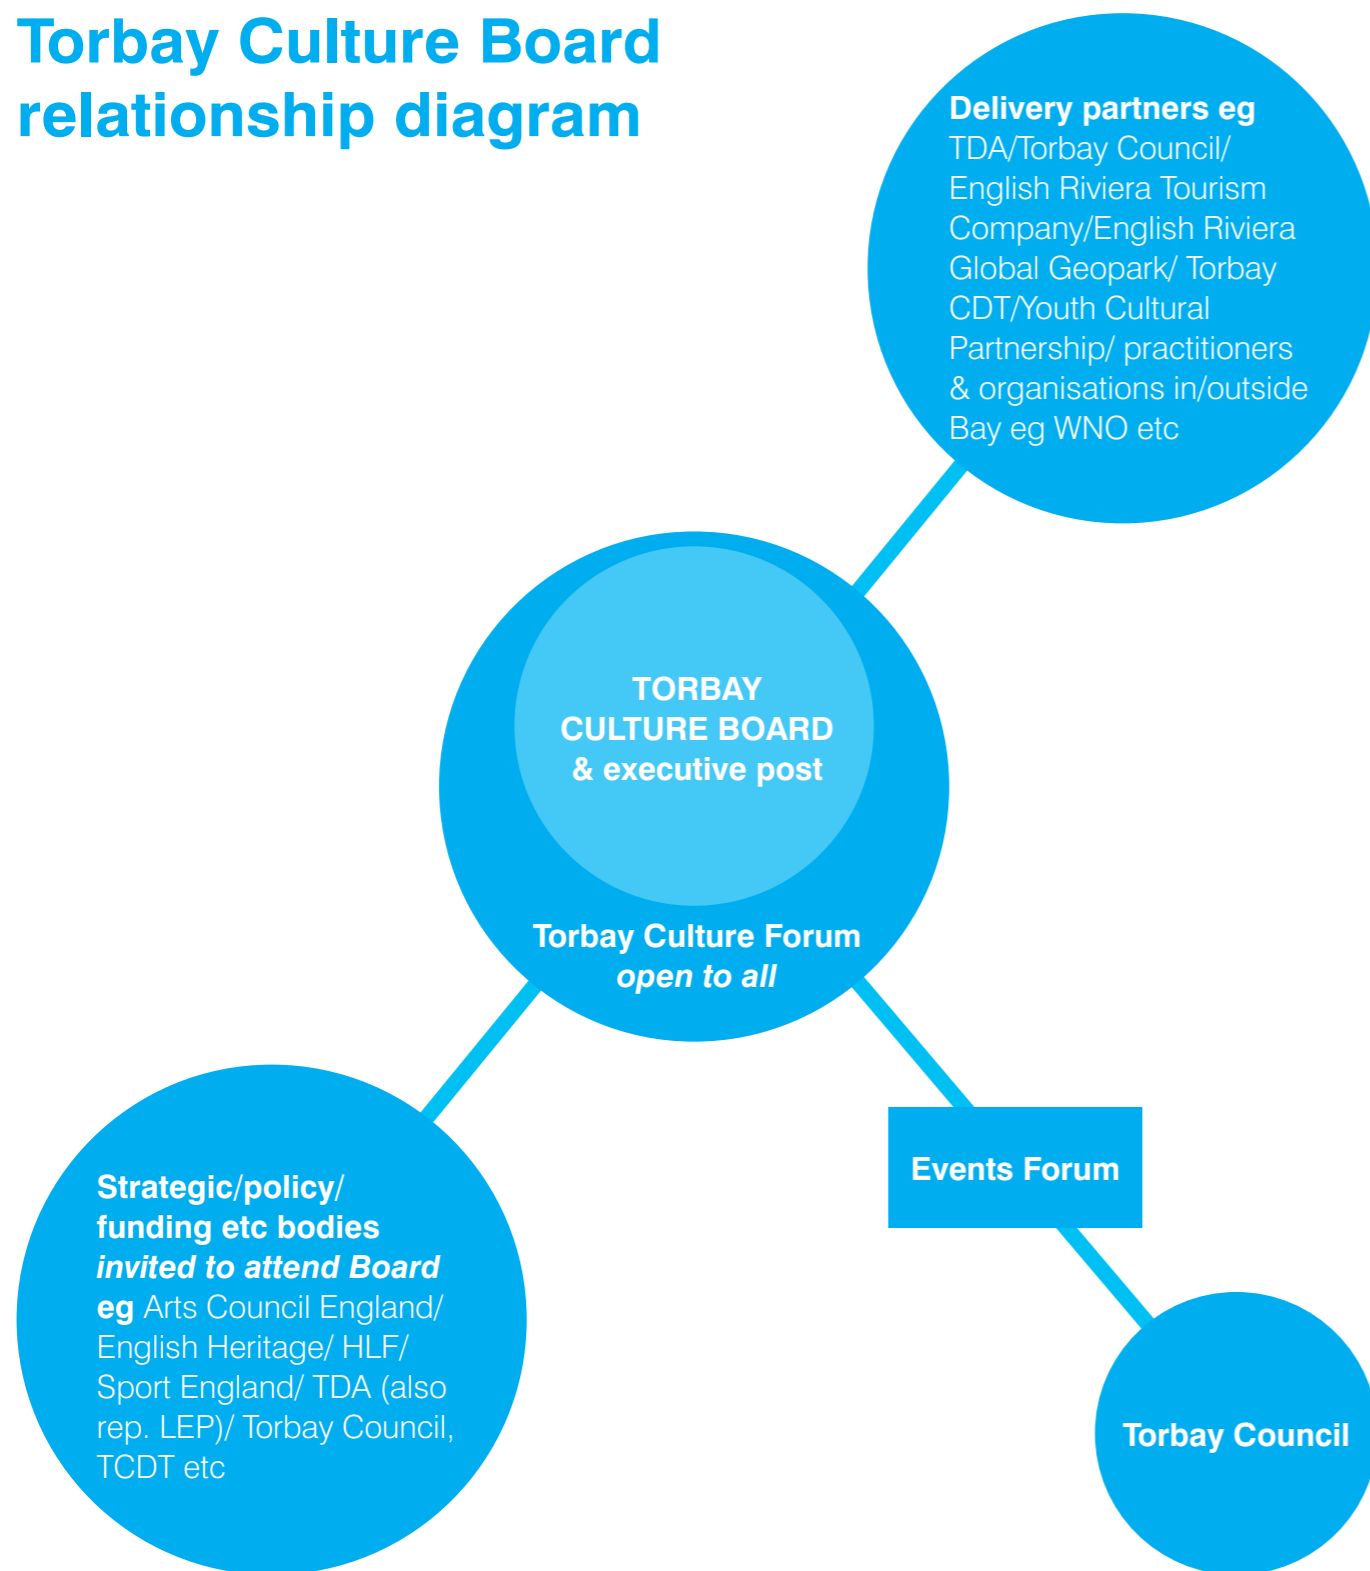 Torbay Culture Board
relationship diagram
Delivery partners eg
TDA/Torbay Council/
English Riviera Tourism
Company/English Riviera
Global Geopark/ Torbay
CDT/Youth Cultural
Partnership/ practitioners
& organisations in/outside
Bay eg WNO etc
TORBAY
CULTURE BOARD
& executive post
Torbay Culture Forum
open to all
Strategic/policy/
funding etc bodies
invited to attend Board
eg Arts Council England/
English Heritage/ HLF/
Sport England/ TDA (also
rep. LEP)/ Torbay Council,
TCDT etc
Events Forum
Torbay Council